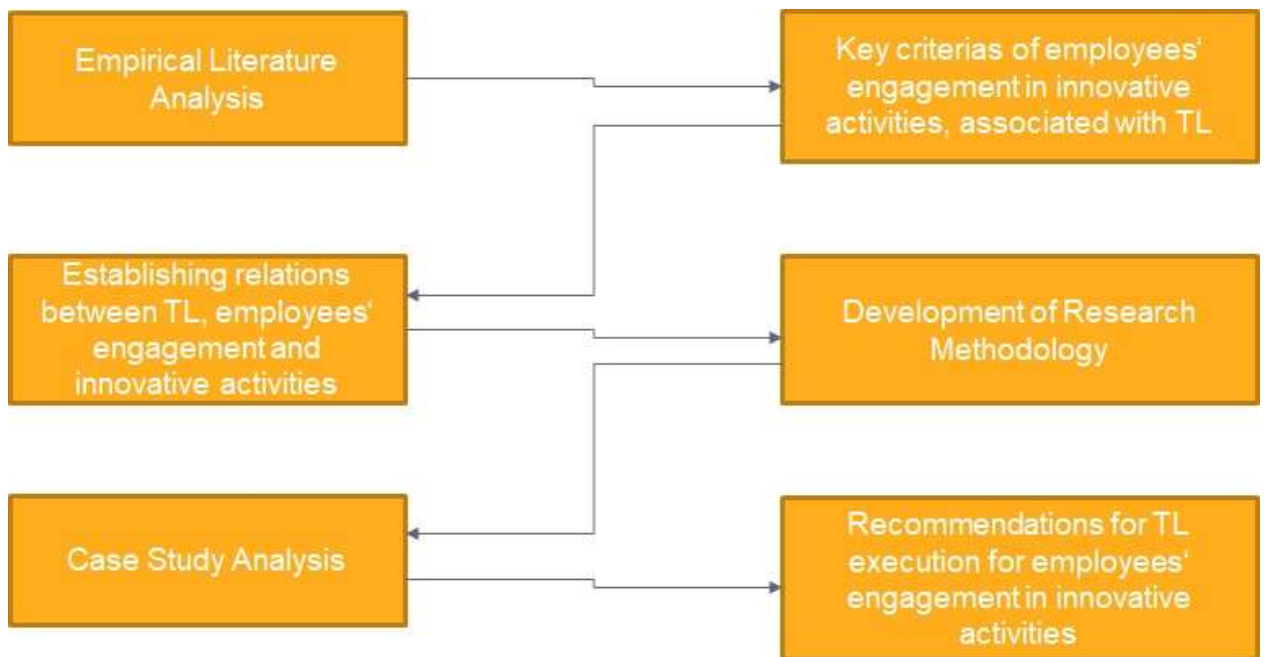 Empirical Literature
Analysis
Key criterias of employees‘
engagement in innovative
activities, associated with TL
Establishing relations
between TL, employees‘
engagement and
innovative activities
Development of Research
Methodology
Case Study Analysis
Recommendations for TL
execution for employees‘
engagement in innovative
activities